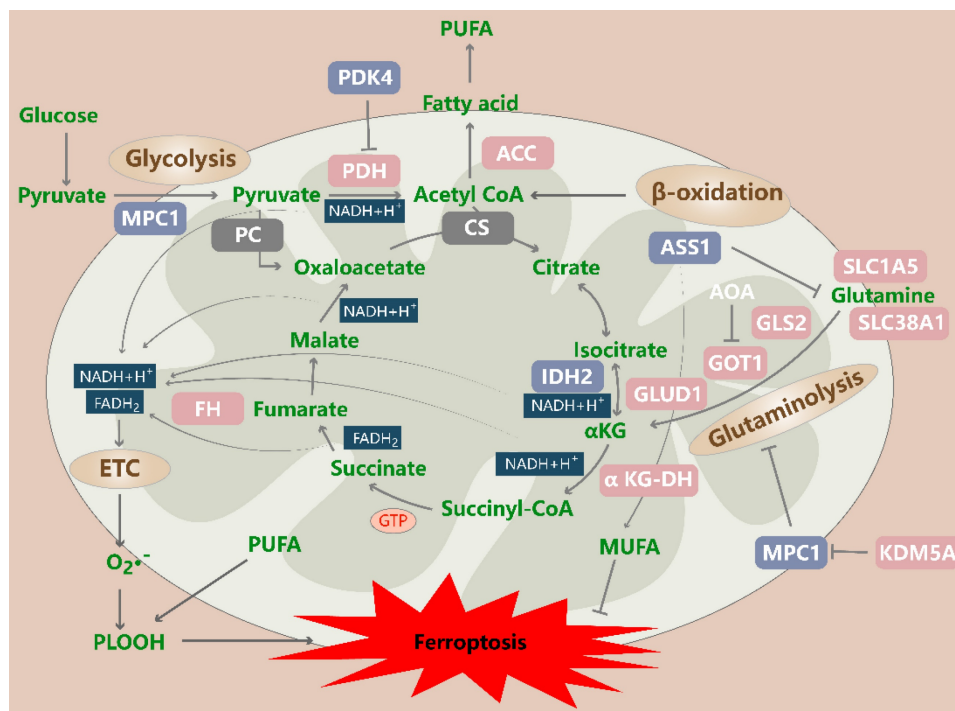 PUFA
PDK4
Fatty acid
Glucose
Glycolysis
ACC
PDH
Pyruvate
Pyruvate
Acetyl CoA
β-oxidation
NADH+H⁺
MPC1
PC
CS
ASS1
SLC1A5
Oxaloacetate
Citrate
AOA
Glutamine
NADH+H⁺
GLS2
SLC38A1
Malate
Isocitrate
GOT1
NADH+H⁺
IDH2
GLUD1
FADH₂
FH
Fumarate
NADH+H⁺
Glutaminolysis
αKG
FADH₂
ETC
Succinate
NADH+H⁺
α KG-DH
Succinyl-CoA
GTP
PUFA
MUFA
MPC1
KDM5A
O₂•⁻
PLOOH
Ferroptosis